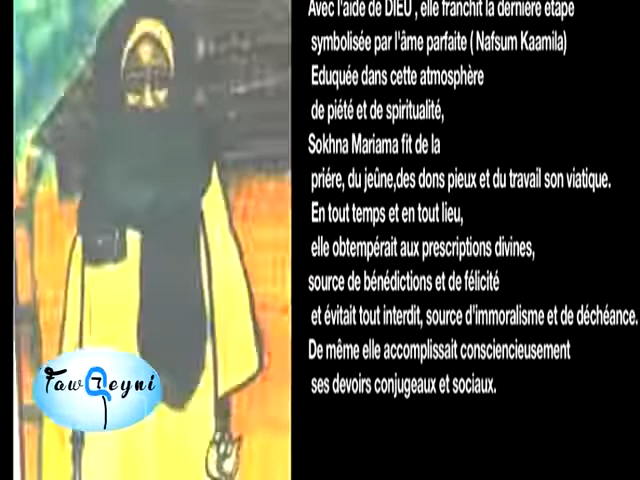 Avec l'aide de DIEU , elle franchit la dernière étape
symbolisée par l'âme parfaite ( Nafsum Kaamila)
Eduquée dans cette atmosphère
de piété et de spiritualité,
Sokhna Mariama fit de la
priére, du jeûne,des dons pieux et du travail son viatique.
En tout temps et en tout lieu,
elle obtempérait aux prescriptions divines,
source de bénédictions et de félicité
et évitait tout interdit, source d'immoralisme et de déchéance.
De même elle accomplissait consciencieusement
ses devoirs conjugeaux et sociaux.
FawQeyni